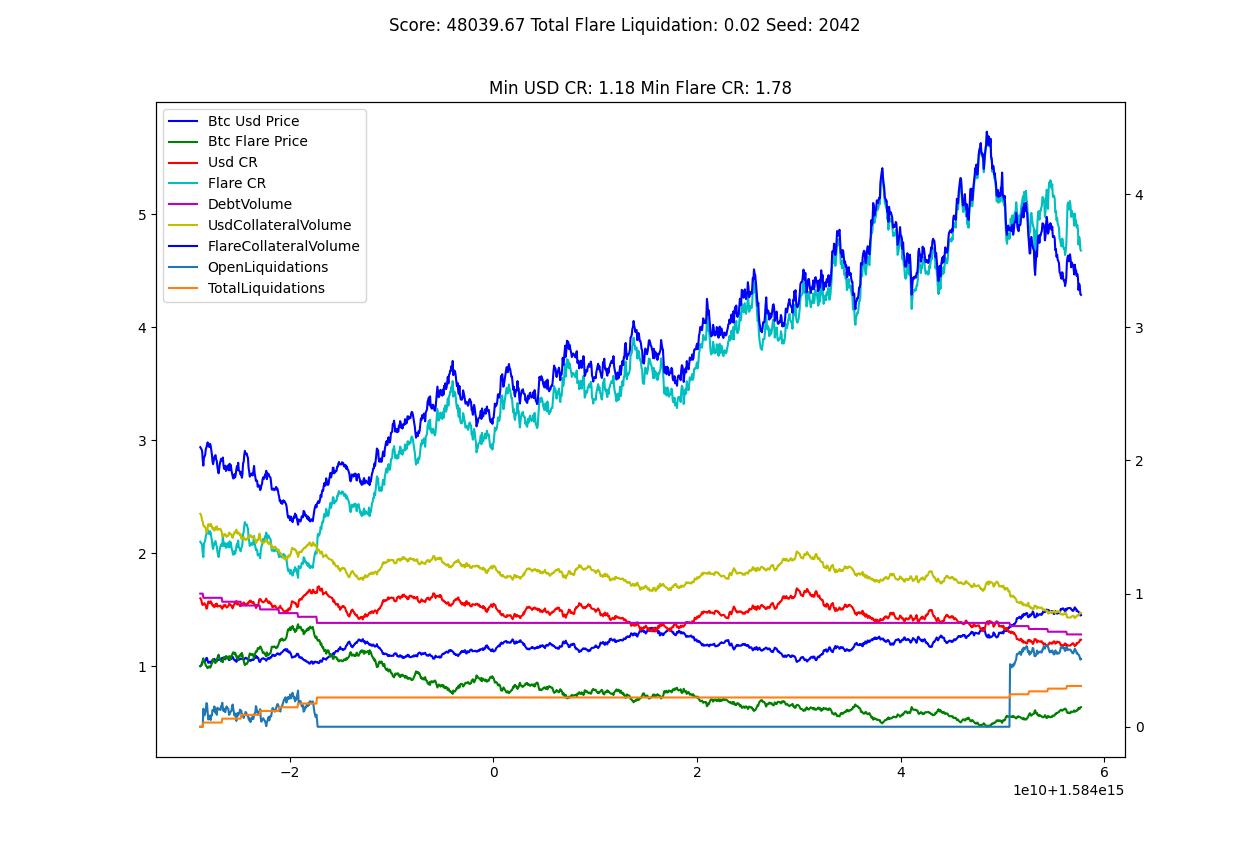 Score: 48039.67 Total Flare Liquidation: 0.02 Seed: 2042
Min USD CR: 1.18 Min Flare CR: 1.78
Btc Usd Price
Btc Flare Price
Usd CR
Flare CR
DebtVolume
UsdCollateralVolume
FlareCollateralVolume
OpenLiquidations
TotalLiquidations
5
4
3
2
1
4
3
2
1
0
−2
0
2
4
6
1e10+1.584e15